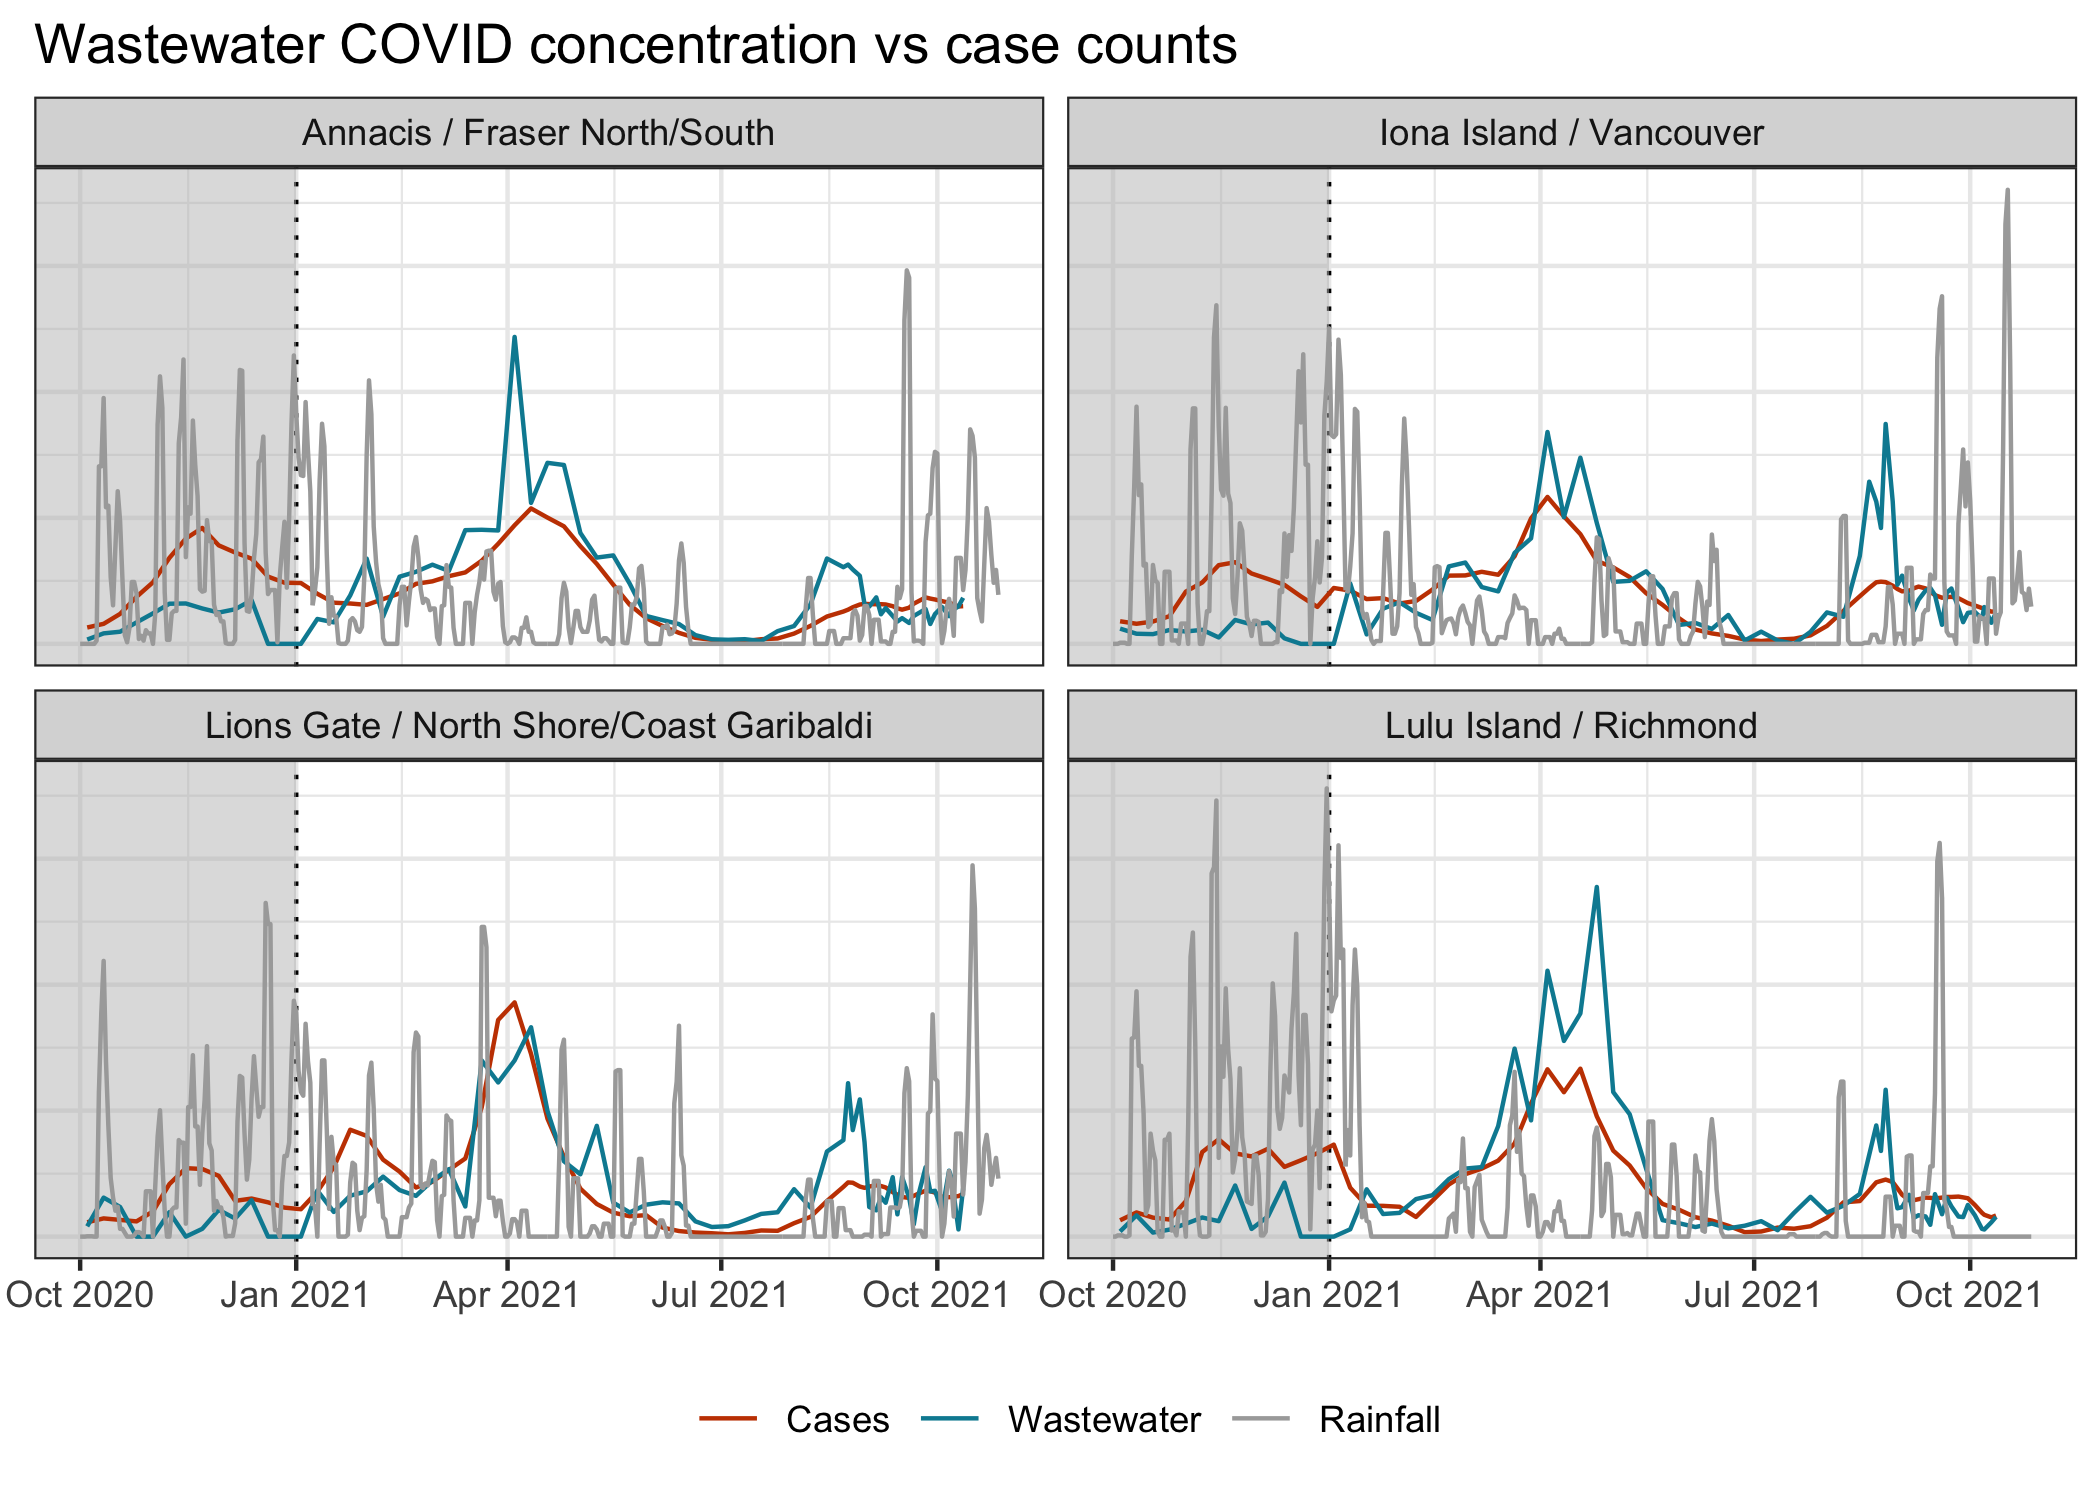 Wastewater COVID concentration vs case counts
Annacis / Fraser North/South
Iona Island / Vancouver
Lions Gate / North Shore/Coast Garibaldi
Lulu Island / Richmond
Oct 2020 Jan 2021 Apr 2021 Jul 2021 Oct 2021 Oct 2020 Jan 2021 Apr 2021 Jul 2021 Oct 2021
Cases Wastewater Rainfall